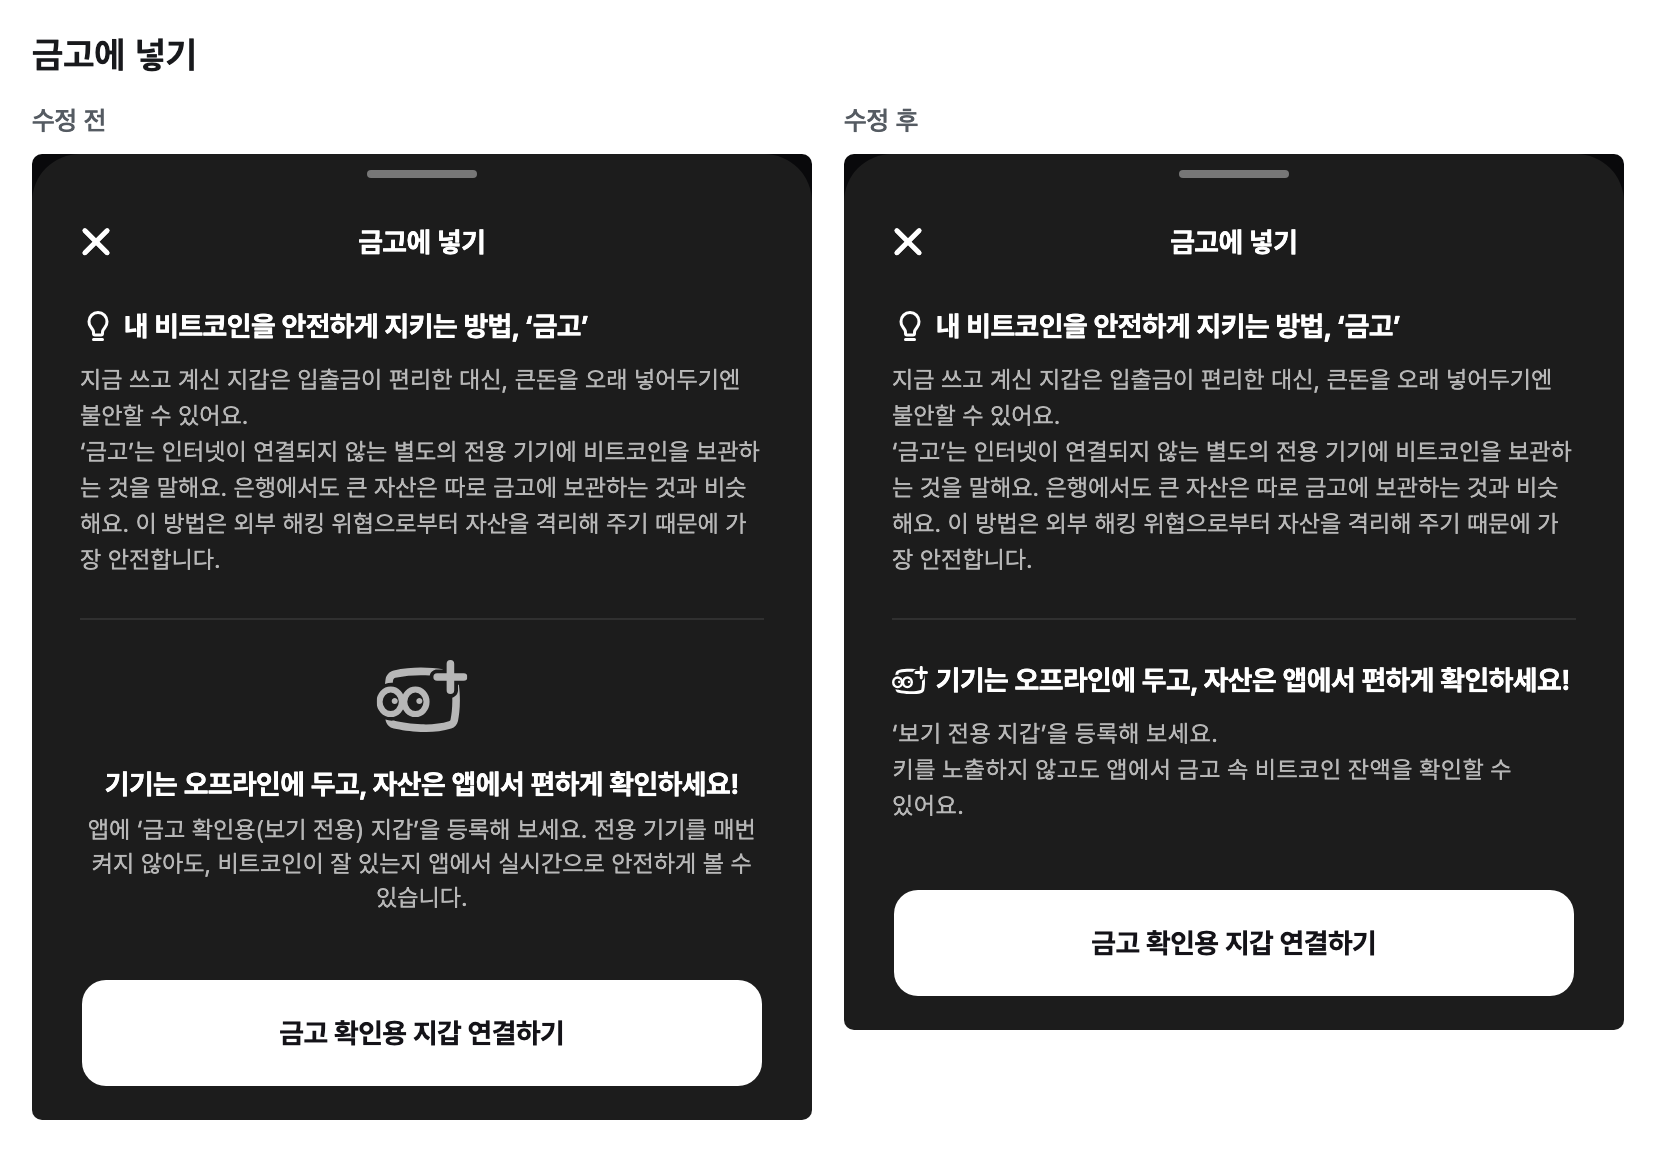 금고에 넣기
수정 전
금고에 넣기
내 비트코인을 안전하게 지키는 방법, ‘금고’
지금 쓰고 계신 지갑은 입출금이 편리한 대신, 큰돈을 오래 넣어두기엔
불안할 수 있어요.
‘금고’는 인터넷이 연결되지 않는 별도의 전용 기기에 비트코인을 보관하
는 것을 말해요. 은행에서도 큰 자산은 따로 금고에 보관하는 것과 비슷
해요. 이 방법은 외부 해킹 위협으로부터 자산을 격리해 주기 때문에 가
장 안전합니다.
기기는 오프라인에 두고, 자산은 앱에서 편하게 확인하세요!
앱에 ‘금고 확인용(보기 전용) 지갑’을 등록해 보세요. 전용 기기를 매번
켜지 않아도, 비트코인이 잘 있는지 앱에서 실시간으로 안전하게 볼 수
있습니다.
금고 확인용 지갑 연결하기
수정 후
금고에 넣기
내 비트코인을 안전하게 지키는 방법, ‘금고’
지금 쓰고 계신 지갑은 입출금이 편리한 대신, 큰돈을 오래 넣어두기엔
불안할 수 있어요.
‘금고’는 인터넷이 연결되지 않는 별도의 전용 기기에 비트코인을 보관하
는 것을 말해요. 은행에서도 큰 자산은 따로 금고에 보관하는 것과 비슷
해요. 이 방법은 외부 해킹 위협으로부터 자산을 격리해 주기 때문에 가
장 안전합니다.
기기는 오프라인에 두고, 자산은 앱에서 편하게 확인하세요!
‘보기 전용 지갑’을 등록해 보세요.
키를 노출하지 않고도 앱에서 금고 속 비트코인 잔액을 확인할 수
있어요.
금고 확인용 지갑 연결하기